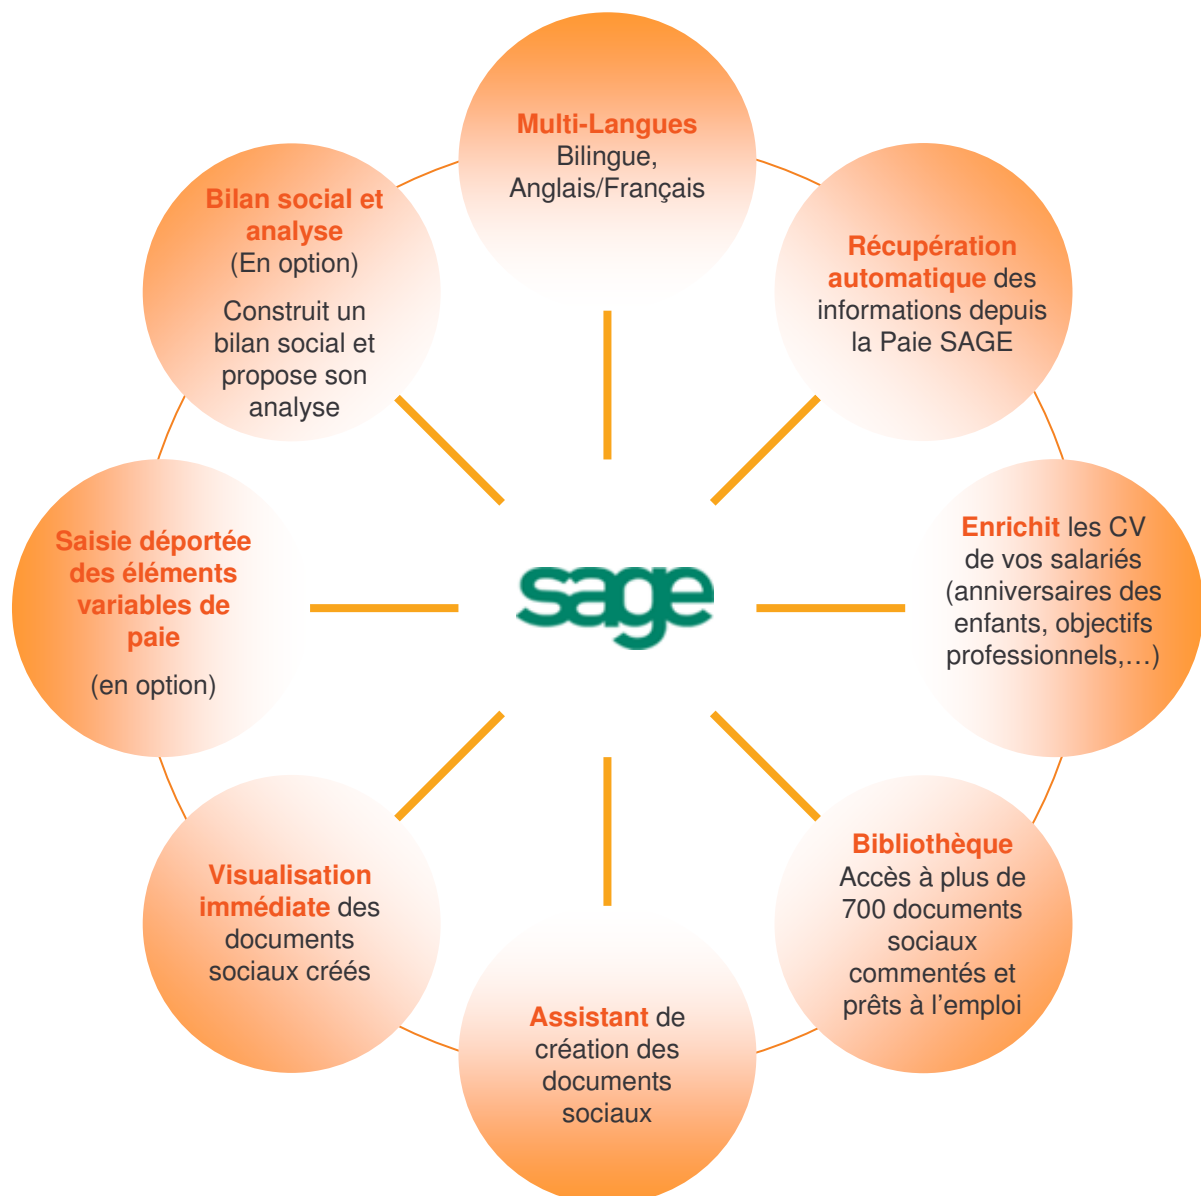 Multi-Langues
Bilingue,
Anglais/Français
Récupération
automatique des
informations depuis
la Paie SAGE
Enrichit les CV
de vos salariés
(anniversaires des
enfants, objectifs
professionnels,…)
Bibliothèque
Accès à plus de
700 documents
sociaux
commentés et
prêts à l’emploi
Assistant de
création des
documents
sociaux
Visualisation
immédiate des
documents
sociaux créés
Saisie déportée
des éléments
variables de
paie
(en option)
Bilan social et
analyse
(En option)
Construit un
bilan social et
propose son
analyse
sage